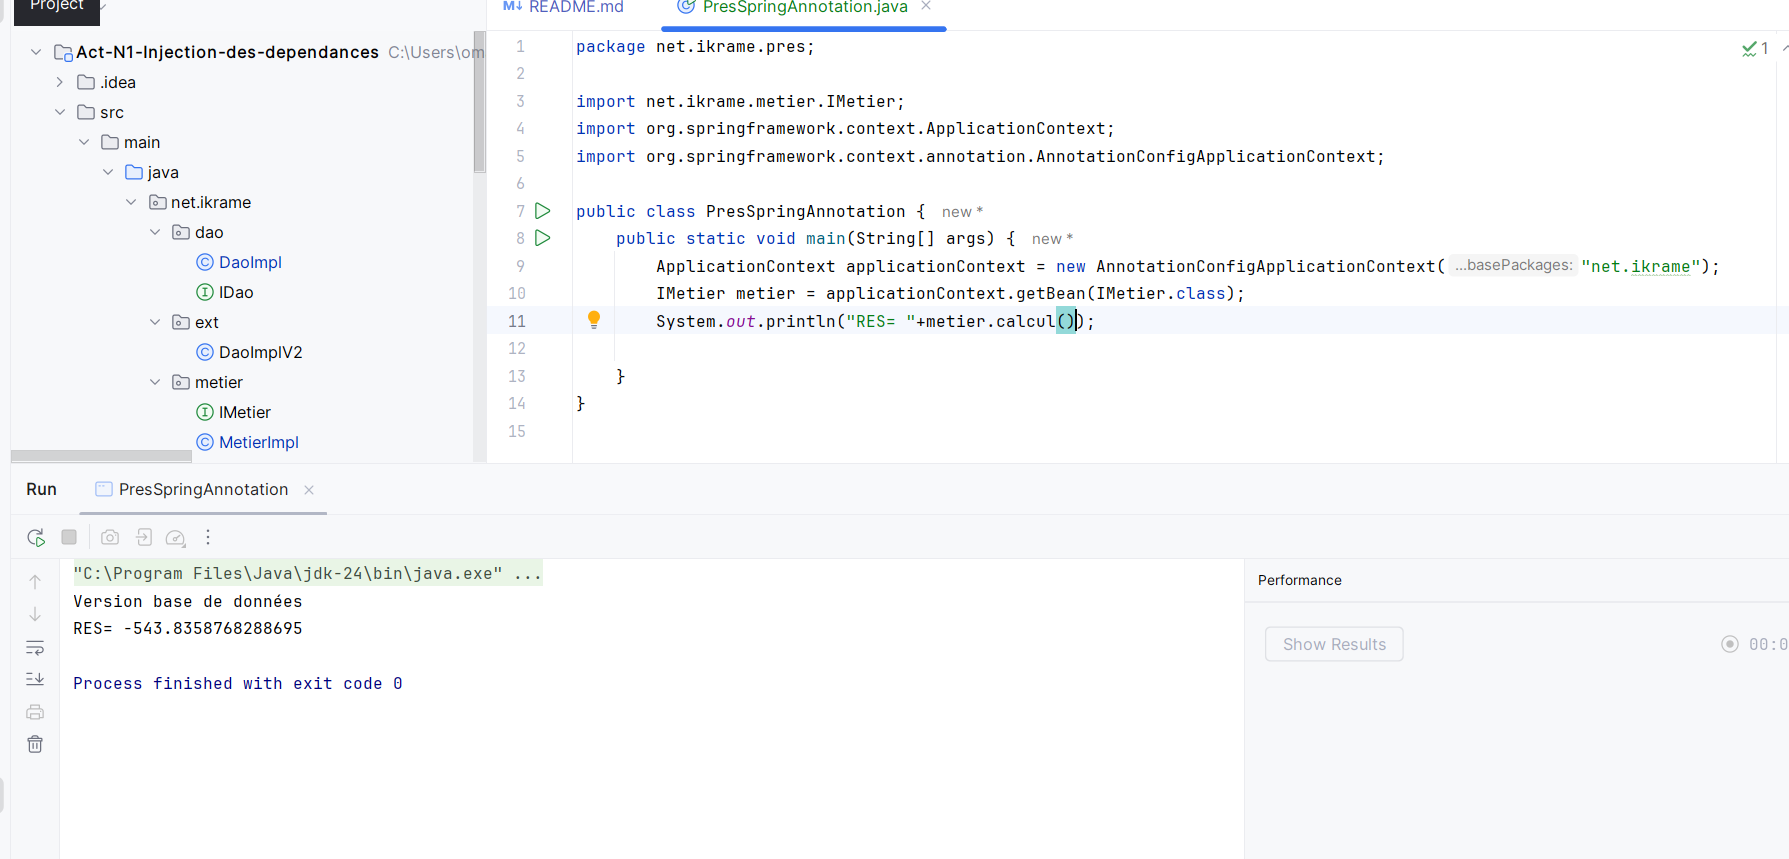 Project
README.md
PresSpringAnnotation.java
Act-N1-Injection-des-dependances C:\Users\om
.idea
src
main
java
net.ikrame
dao
DaoImpl
IDao
ext
DaoImplV2
metier
IMetier
MetierImpl
1 package net.ikrame.pres;
2
3 import net.ikrame.metier.IMetier;
4 import org.springframework.context.ApplicationContext;
5 import org.springframework.context.annotation.AnnotationConfigApplicationContext;
6
7 public class PresSpringAnnotation { new *
8 public static void main(String[] args) { new *
9 ApplicationContext applicationContext = new AnnotationConfigApplicationContext( ...basePackages: "net.ikrame");
10 IMetier metier = applicationContext.getBean(IMetier.class);
11 System.out.println("RES= "+metier.calcul());
12
13 }
14 }
15
1
Run PresSpringAnnotation
"C:\Program Files\Java\jdk-24\bin\java.exe" ...
Version base de données
RES= -543.8358768288695
Process finished with exit code 0
Performance
Show Results
00:0